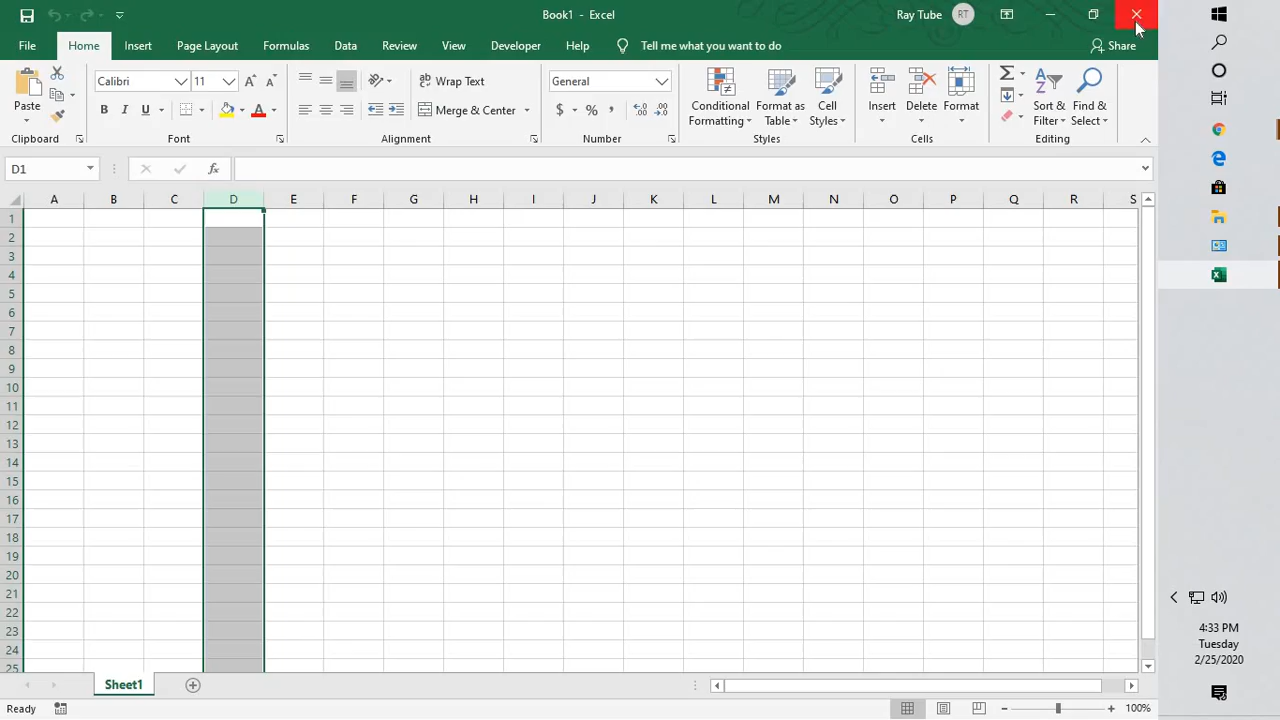 Book1 - Excel
Ray Tube RT
File Home Insert Page Layout Formulas Data Review View Developer Help Tell me what you want to do Share
Paste
Clipboard
Calibri 11
B I U
Font
Wrap Text
Merge & Center
Alignment
General
$ % ,
Number
Conditional Formatting
Format as Table
Cell Styles
Styles
Insert Delete Format
Cells
Sort & Filter
Find & Select
Editing
D1 fx
A B C D E F G H I J K L M N O P Q R S
1
2
3
4
5
6
7
8
9
10
11
12
13
14
15
16
17
18
19
20
21
22
23
24
25
Sheet1
Ready 100%
4:33 PM
Tuesday
2/25/2020